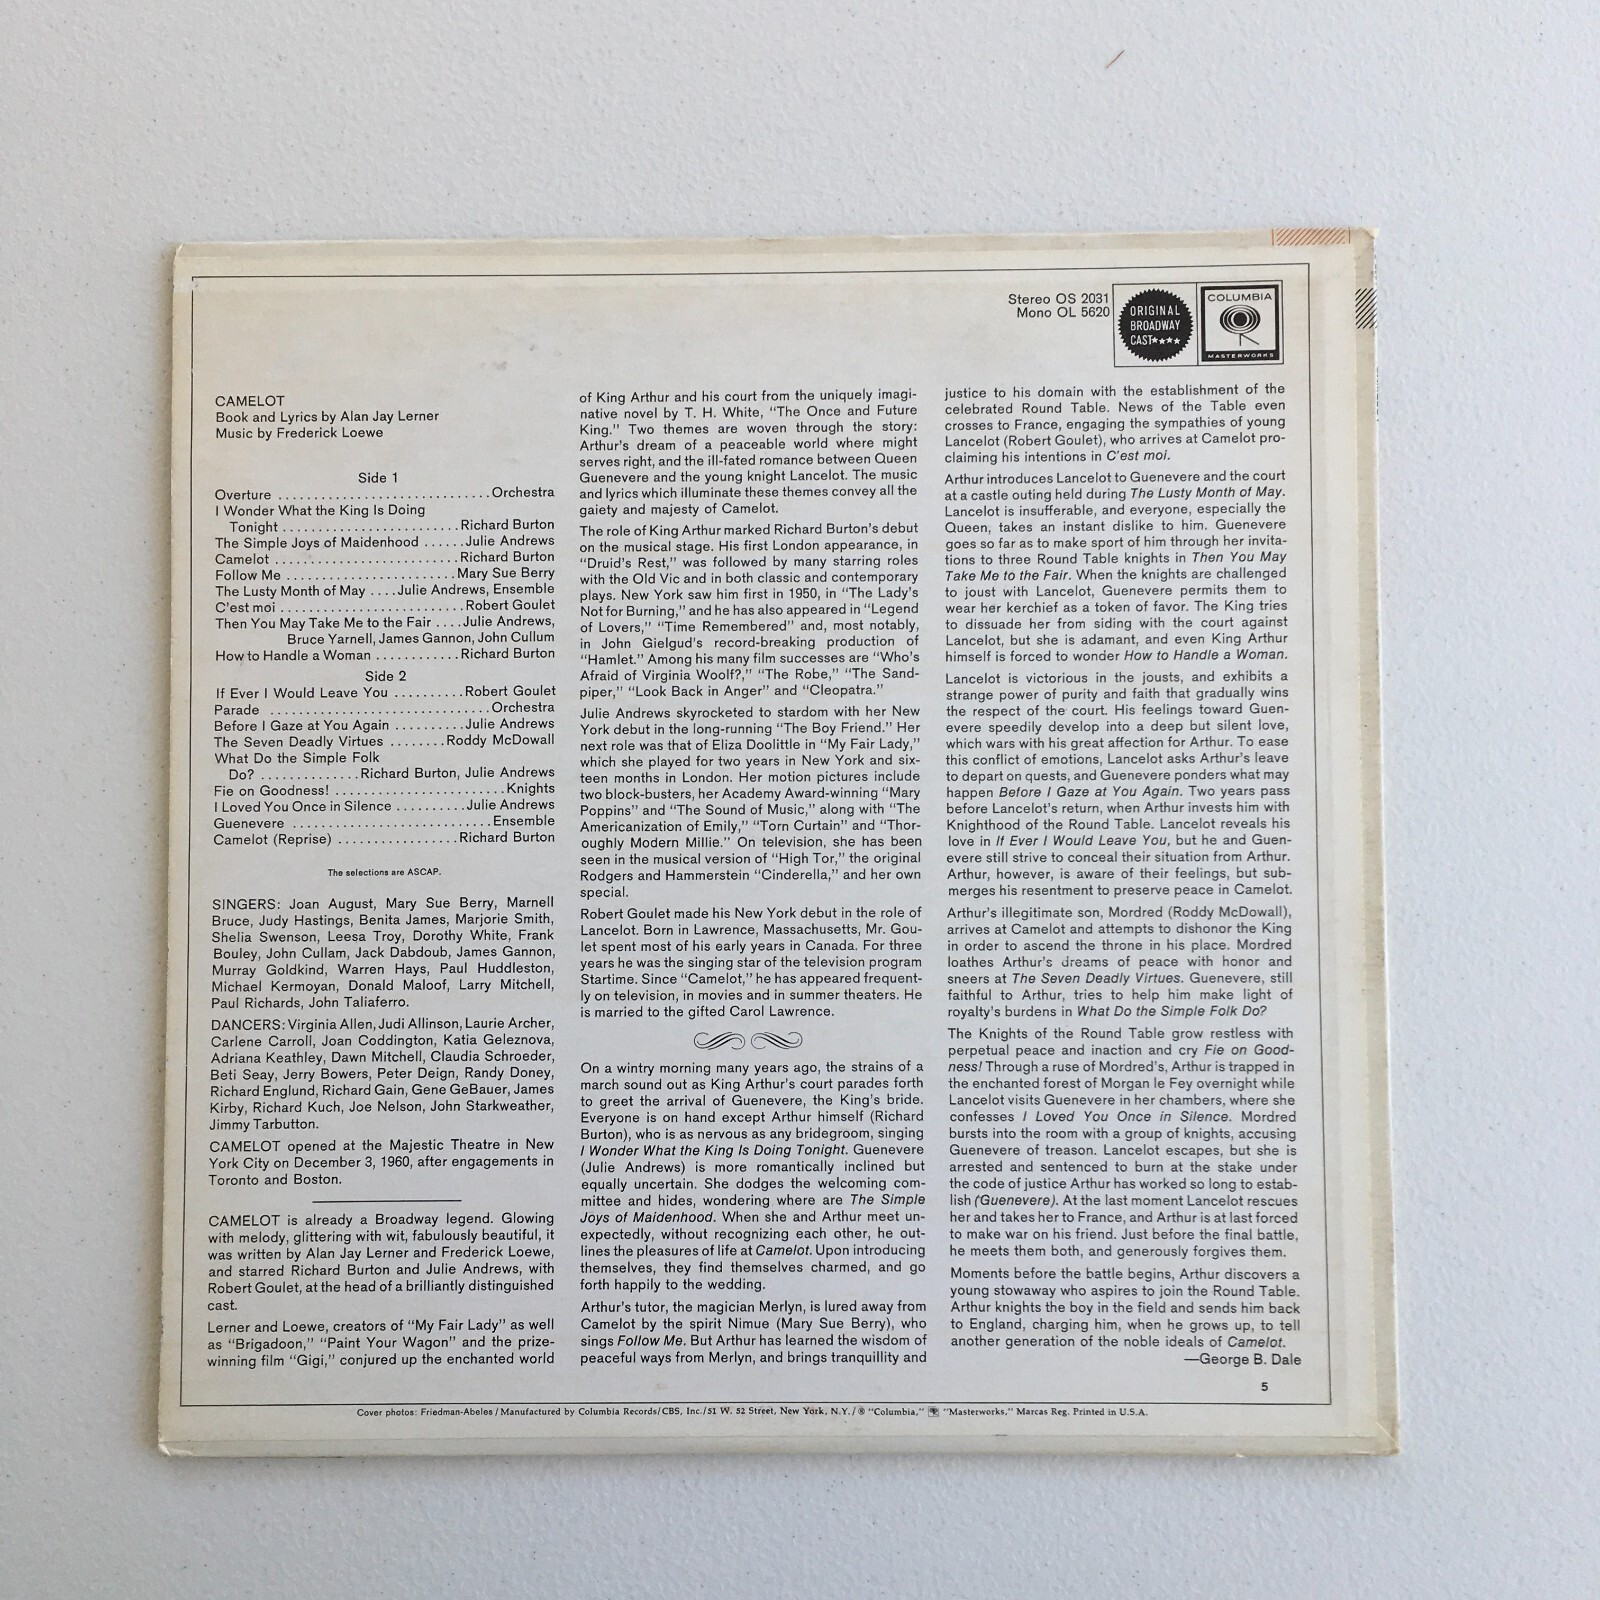 Stereo OS 2031
Mono OL 5620
ORIGINAL
BROADWAY
CAST★★★★
COLUMBIA
MASTERWORKS
CAMELOT
Book and Lyrics by Alan Jay Lerner
Music by Frederick Loewe
Side 1
Overture ..............................Orchestra
I Wonder What the King Is Doing
Tonight .........................Richard Burton
The Simple Joys of Maidenhood ......Julie Andrews
Camelot ..........................Richard Burton
Follow Me ........................Mary Sue Berry
The Lusty Month of May ....Julie Andrews, Ensemble
C'est moi ..........................Robert Goulet
Then You May Take Me to the Fair ....Julie Andrews,
Bruce Yarnell, James Gannon, John Cullum
How to Handle a Woman ............Richard Burton
Side 2
If Ever I Would Leave You ..........Robert Goulet
Parade ...............................Orchestra
Before I Gaze at You Again ..........Julie Andrews
The Seven Deadly Virtues ........Roddy McDowall
What Do the Simple Folk
Do? ..............Richard Burton, Julie Andrews
Fie on Goodness! ........................Knights
I Loved You Once in Silence ..........Julie Andrews
Guenevere ............................Ensemble
Camelot (Reprise) .................Richard Burton
The selections are ASCAP.
SINGERS: Joan August, Mary Sue Berry, Marnell
Bruce, Judy Hastings, Benita James, Marjorie Smith,
Shelia Swenson, Leesa Troy, Dorothy White, Frank
Bouley, John Cullam, Jack Dabdoub, James Gannon,
Murray Goldkind, Warren Hays, Paul Huddleston,
Michael Kermoyan, Donald Maloof, Larry Mitchell,
Paul Richards, John Taliaferro.
DANCERS: Virginia Allen, Judi Allinson, Laurie Archer,
Carlene Carroll, Joan Coddington, Katia Geleznova,
Adriana Keathley, Dawn Mitchell, Claudia Schroeder,
Beti Seay, Jerry Bowers, Peter Deign, Randy Doney,
Richard Englund, Richard Gain, Gene GeBauer, James
Kirby, Richard Kuch, Joe Nelson, John Starkweather,
Jimmy Tarbutton.
CAMELOT opened at the Majestic Theatre in New
York City on December 3, 1960, after engagements in
Toronto and Boston.
CAMELOT is already a Broadway legend. Glowing
with melody, glittering with wit, fabulously beautiful, it
was written by Alan Jay Lerner and Frederick Loewe,
and starred Richard Burton and Julie Andrews, with
Robert Goulet, at the head of a brilliantly distinguished
cast.
Lerner and Loewe, creators of "My Fair Lady" as well
as "Brigadoon," "Paint Your Wagon" and the prize-
winning film "Gigi," conjured up the enchanted world
of King Arthur and his court from the uniquely imagi-
native novel by T. H. White, "The Once and Future
King." Two themes are woven through the story:
Arthur's dream of a peaceable world where might
serves right, and the ill-fated romance between Queen
Guenevere and the young knight Lancelot. The music
and lyrics which illuminate these themes convey all the
gaiety and majesty of Camelot.
The role of King Arthur marked Richard Burton's debut
on the musical stage. His first London appearance, in
"Druid's Rest," was followed by many starring roles
with the Old Vic and in both classic and contemporary
plays. New York saw him first in 1950, in "The Lady's
Not for Burning," and he has also appeared in "Legend
of Lovers," "Time Remembered" and, most notably,
in John Gielgud's record-breaking production of
"Hamlet." Among his many film successes are "Who's
Afraid of Virginia Woolf?," "The Robe," "The Sand-
piper," "Look Back in Anger" and "Cleopatra."
Julie Andrews skyrocketed to stardom with her New
York debut in the long-running "The Boy Friend." Her
next role was that of Eliza Doolittle in "My Fair Lady,"
which she played for two years in New York and six-
teen months in London. Her motion pictures include
two block-busters, her Academy Award-winning "Mary
Poppins" and "The Sound of Music," along with "The
Americanization of Emily," "Torn Curtain" and "Thor-
oughly Modern Millie." On television, she has been
seen in the musical version of "High Tor," the original
Rodgers and Hammerstein "Cinderella," and her own
special.
Robert Goulet made his New York debut in the role of
Lancelot. Born in Lawrence, Massachusetts, Mr. Gou-
let spent most of his early years in Canada. For three
years he was the singing star of the television program
Startime. Since "Camelot," he has appeared frequent-
ly on television, in movies and in summer theaters. He
is married to the gifted Carol Lawrence.
On a wintry morning many years ago, the strains of a
march sound out as King Arthur's court parades forth
to greet the arrival of Guenevere, the King's bride.
Everyone is on hand except Arthur himself (Richard
Burton), who is as nervous as any bridegroom, singing
I Wonder What the King Is Doing Tonight. Guenevere
(Julie Andrews) is more romantically inclined but
equally uncertain. She dodges the welcoming com-
mittee and hides, wondering where are The Simple
Joys of Maidenhood. When she and Arthur meet un-
expectedly, without recognizing each other, he out-
lines the pleasures of life at Camelot. Upon introducing
themselves, they find themselves charmed, and go
forth happily to the wedding.
Arthur's tutor, the magician Merlyn, is lured away from
Camelot by the spirit Nimue (Mary Sue Berry), who
sings Follow Me. But Arthur has learned the wisdom of
peaceful ways from Merlyn, and brings tranquillity and
justice to his domain with the establishment of the
celebrated Round Table. News of the Table even
crosses to France, engaging the sympathies of young
Lancelot (Robert Goulet), who arrives at Camelot pro-
claiming his intentions in C'est moi.
Arthur introduces Lancelot to Guenevere and the court
at a castle outing held during The Lusty Month of May.
Lancelot is insufferable, and everyone, especially the
Queen, takes an instant dislike to him. Guenevere
goes so far as to make sport of him through her invita-
tions to three Round Table knights in Then You May
Take Me to the Fair. When the knights are challenged
to joust with Lancelot, Guenevere permits them to
wear her kerchief as a token of favor. The King tries
to dissuade her from siding with the court against
Lancelot, but she is adamant, and even King Arthur
himself is forced to wonder How to Handle a Woman.
Lancelot is victorious in the jousts, and exhibits a
strange power of purity and faith that gradually wins
the respect of the court. His feelings toward Guen-
evere speedily develop into a deep but silent love,
which wars with his great affection for Arthur. To ease
this conflict of emotions, Lancelot asks Arthur's leave
to depart on quests, and Guenevere ponders what may
happen Before I Gaze at You Again. Two years pass
before Lancelot's return, when Arthur invests him with
Knighthood of the Round Table. Lancelot reveals his
love in If Ever I Would Leave You, but he and Guen-
evere still strive to conceal their situation from Arthur.
Arthur, however, is aware of their feelings, but sub-
merges his resentment to preserve peace in Camelot.
Arthur's illegitimate son, Mordred (Roddy McDowall),
arrives at Camelot and attempts to dishonor the King
in order to ascend the throne in his place. Mordred
loathes Arthur's dreams of peace with honor and
sneers at The Seven Deadly Virtues. Guenevere, still
faithful to Arthur, tries to help him make light of
royalty's burdens in What Do the Simple Folk Do?
The Knights of the Round Table grow restless with
perpetual peace and inaction and cry Fie on Good-
ness! Through a ruse of Mordred's, Arthur is trapped in
the enchanted forest of Morgan le Fey overnight while
Lancelot visits Guenevere in her chambers, where she
confesses I Loved You Once in Silence. Mordred
bursts into the room with a group of knights, accusing
Guenevere of treason. Lancelot escapes, but she is
arrested and sentenced to burn at the stake under
the code of justice Arthur has worked so long to estab-
lish (Guenevere). At the last moment Lancelot rescues
her and takes her to France, and Arthur is at last forced
to make war on his friend. Just before the final battle,
he meets them both, and generously forgives them.
Moments before the battle begins, Arthur discovers a
young stowaway who aspires to join the Round Table.
Arthur knights the boy in the field and sends him back
to England, charging him, when he grows up, to tell
another generation of the noble ideals of Camelot.
—George B. Dale
5
Cover photos: Friedman-Abeles/Manufactured by Columbia Records/CBS, Inc./51 W. 52 Street, New York, N.Y./® "Columbia," "Masterworks," Marcas Reg. Printed in U.S.A.